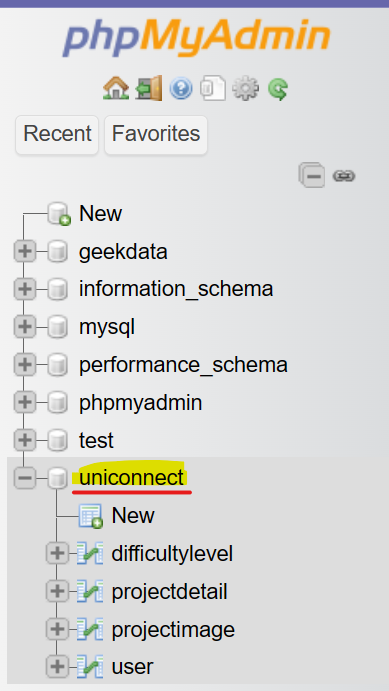 phpMyAdmin
Recent Favorites
New
geekdata
information_schema
mysql
performance_schema
phpmyadmin
test
uniconnect
New
difficultylevel
projectdetail
projectimage
user